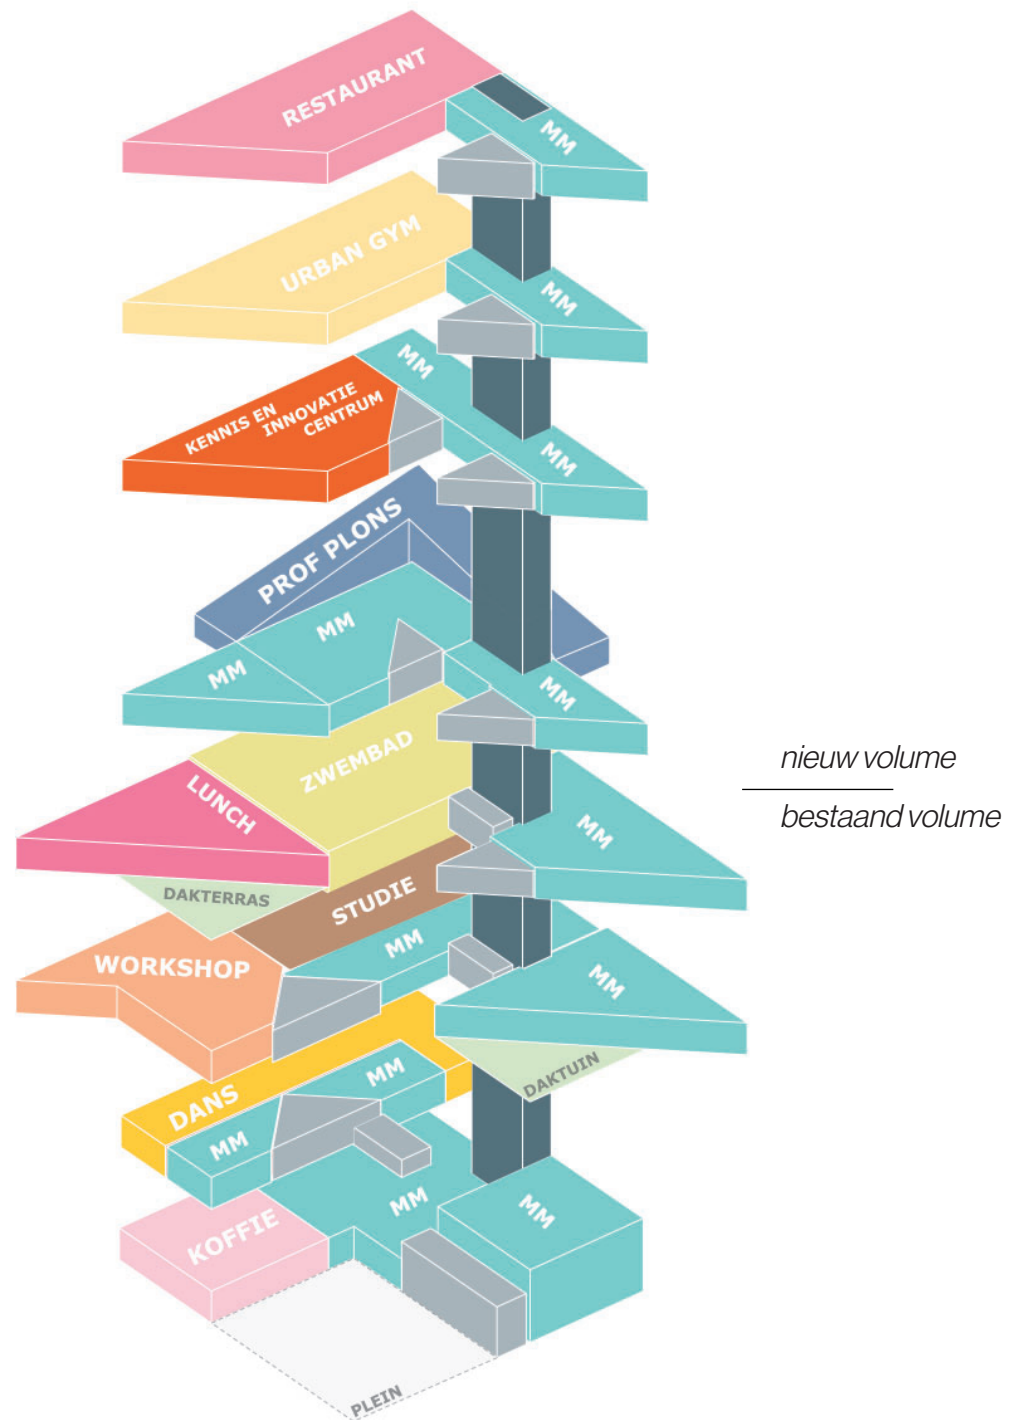 RESTAURANT
MM
URBAN GYM
MM
MM
KENNIS EN
INNOVATIE
CENTRUM
MM
PROF PLONS
MM
MM
MM
ZWEMBAD
LUNCH
nieuw volume
bestaand volume
MM
DAKTERRAS
STUDIE
MM
WORKSHOP
MM
DAKTUIN
MM
DANS
MM
MM
MM
KOFFIE
PLEIN